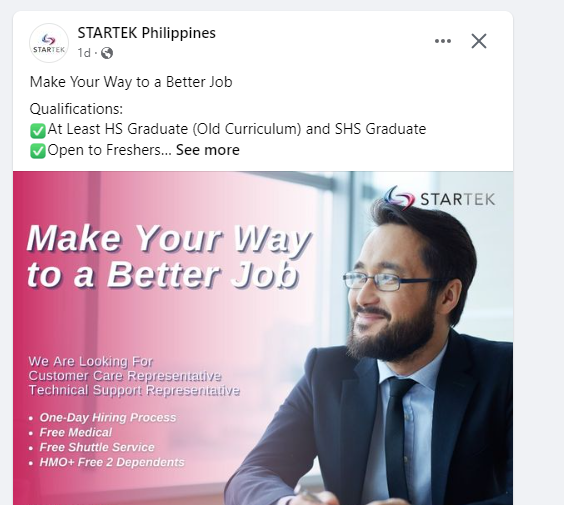 STARTEK Philippines
STARTEK
1d ·
Make Your Way to a Better Job
Qualifications:
✅At Least HS Graduate (Old Curriculum) and SHS Graduate
✅Open to Freshers... See more
STARTEK
Make Your Way
to a Better Job
We Are Looking For
Customer Care Representative
Technical Support Representative
• One-Day Hiring Process
• Free Medical
• Free Shuttle Service
• HMO+ Free 2 Dependents